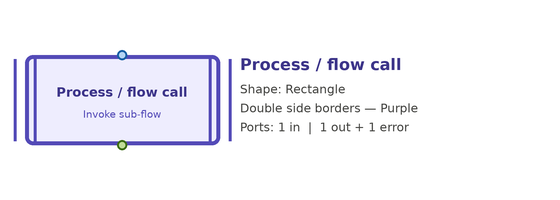 Process / flow call
Invoke sub-flow
Process / flow call
Shape: Rectangle
Double side borders — Purple
Ports: 1 in | 1 out + 1 error